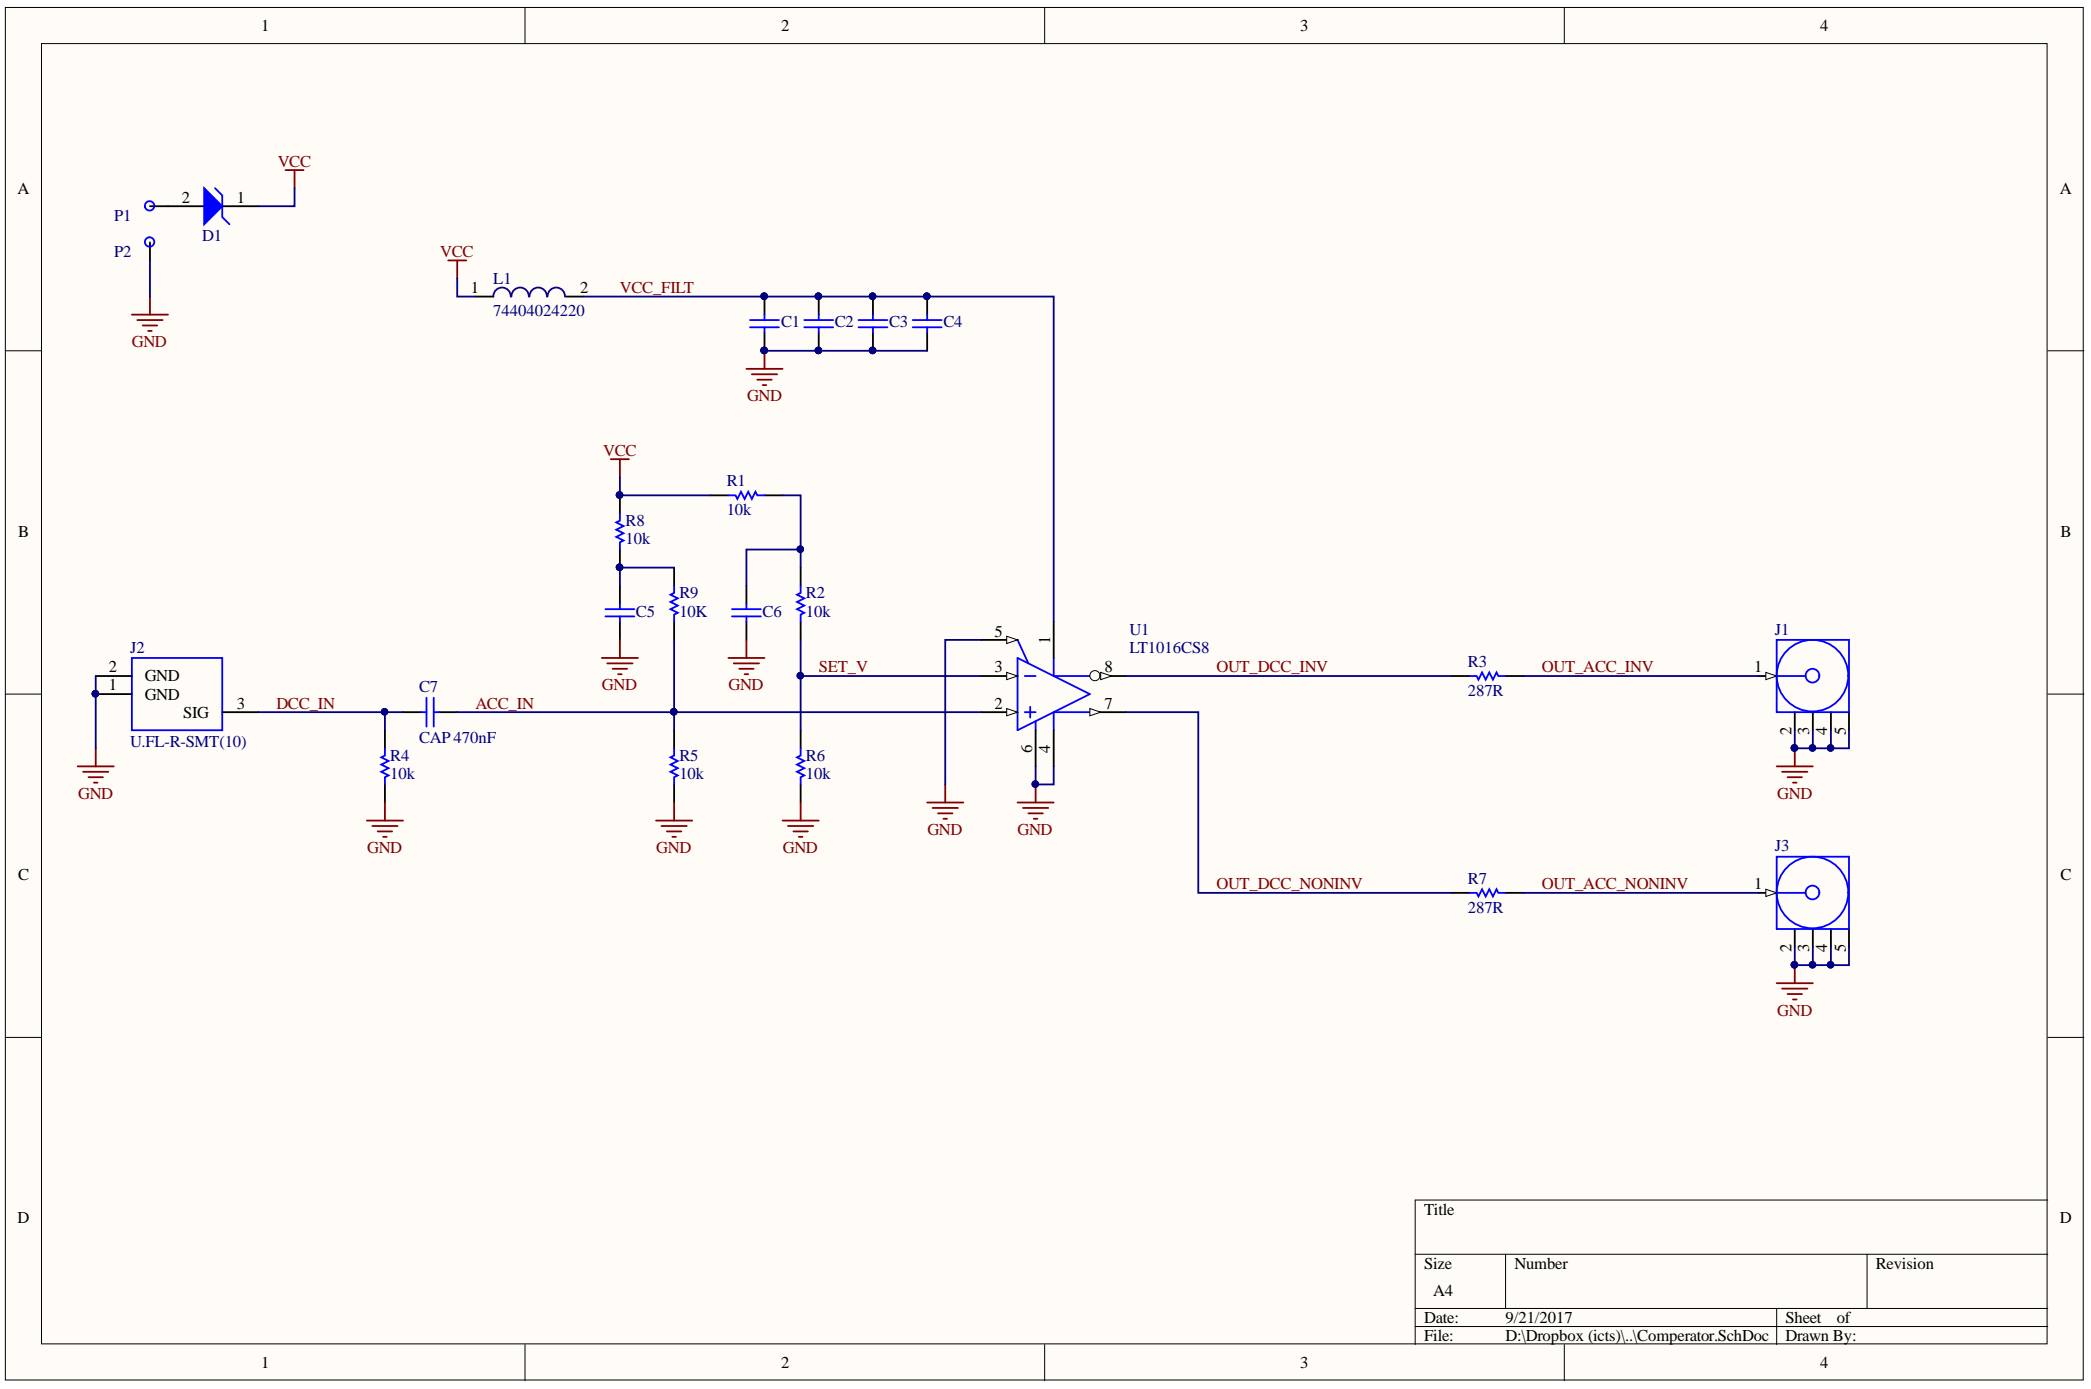 1 2 3 4
A A
VCC
P1 2 1
D1
P2
GND
VCC
L1
1 2 VCC_FILT
74404024220
C1 C2 C3 C4
GND
B B
VCC
R1
10k
R8
10k
R9
10K
R2
10k
C5 C6
GND GND
5
1
U1
LT1016CS8
SET_V 3 8 OUT_DCC_INV
R3
287R
OUT_ACC_INV 1
J1
2 3 4 5
GND
J2
2 GND
1 GND
SIG 3
U.FL-R-SMT(10)
GND
DCC_IN
C7
CAP 470nF
ACC_IN
2 7
6 4
R4
10k
GND
R5
10k
GND
R6
10k
GND
GND GND
C C
OUT_DCC_NONINV
R7
287R
OUT_ACC_NONINV 1
J3
2 3 4 5
GND
D D
Title
Size Number Revision
A4
Date: 9/21/2017 Sheet of
File: D:\Dropbox (icts)\..\Comperator.SchDoc Drawn By:
1 2 3 4